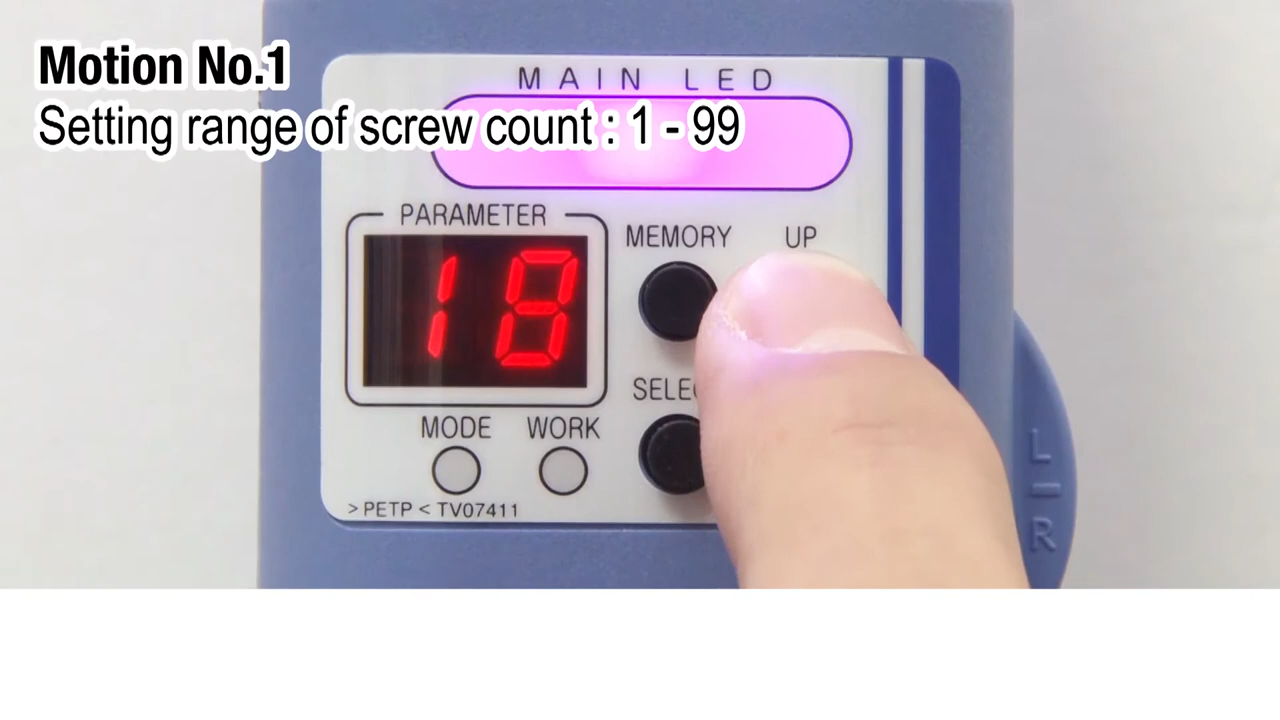 Motion No.1
Setting range of screw count : 1 - 99
MAIN LED
PARAMETER
MEMORY UP
18
MODE WORK
> PETP < TV07411
L
R